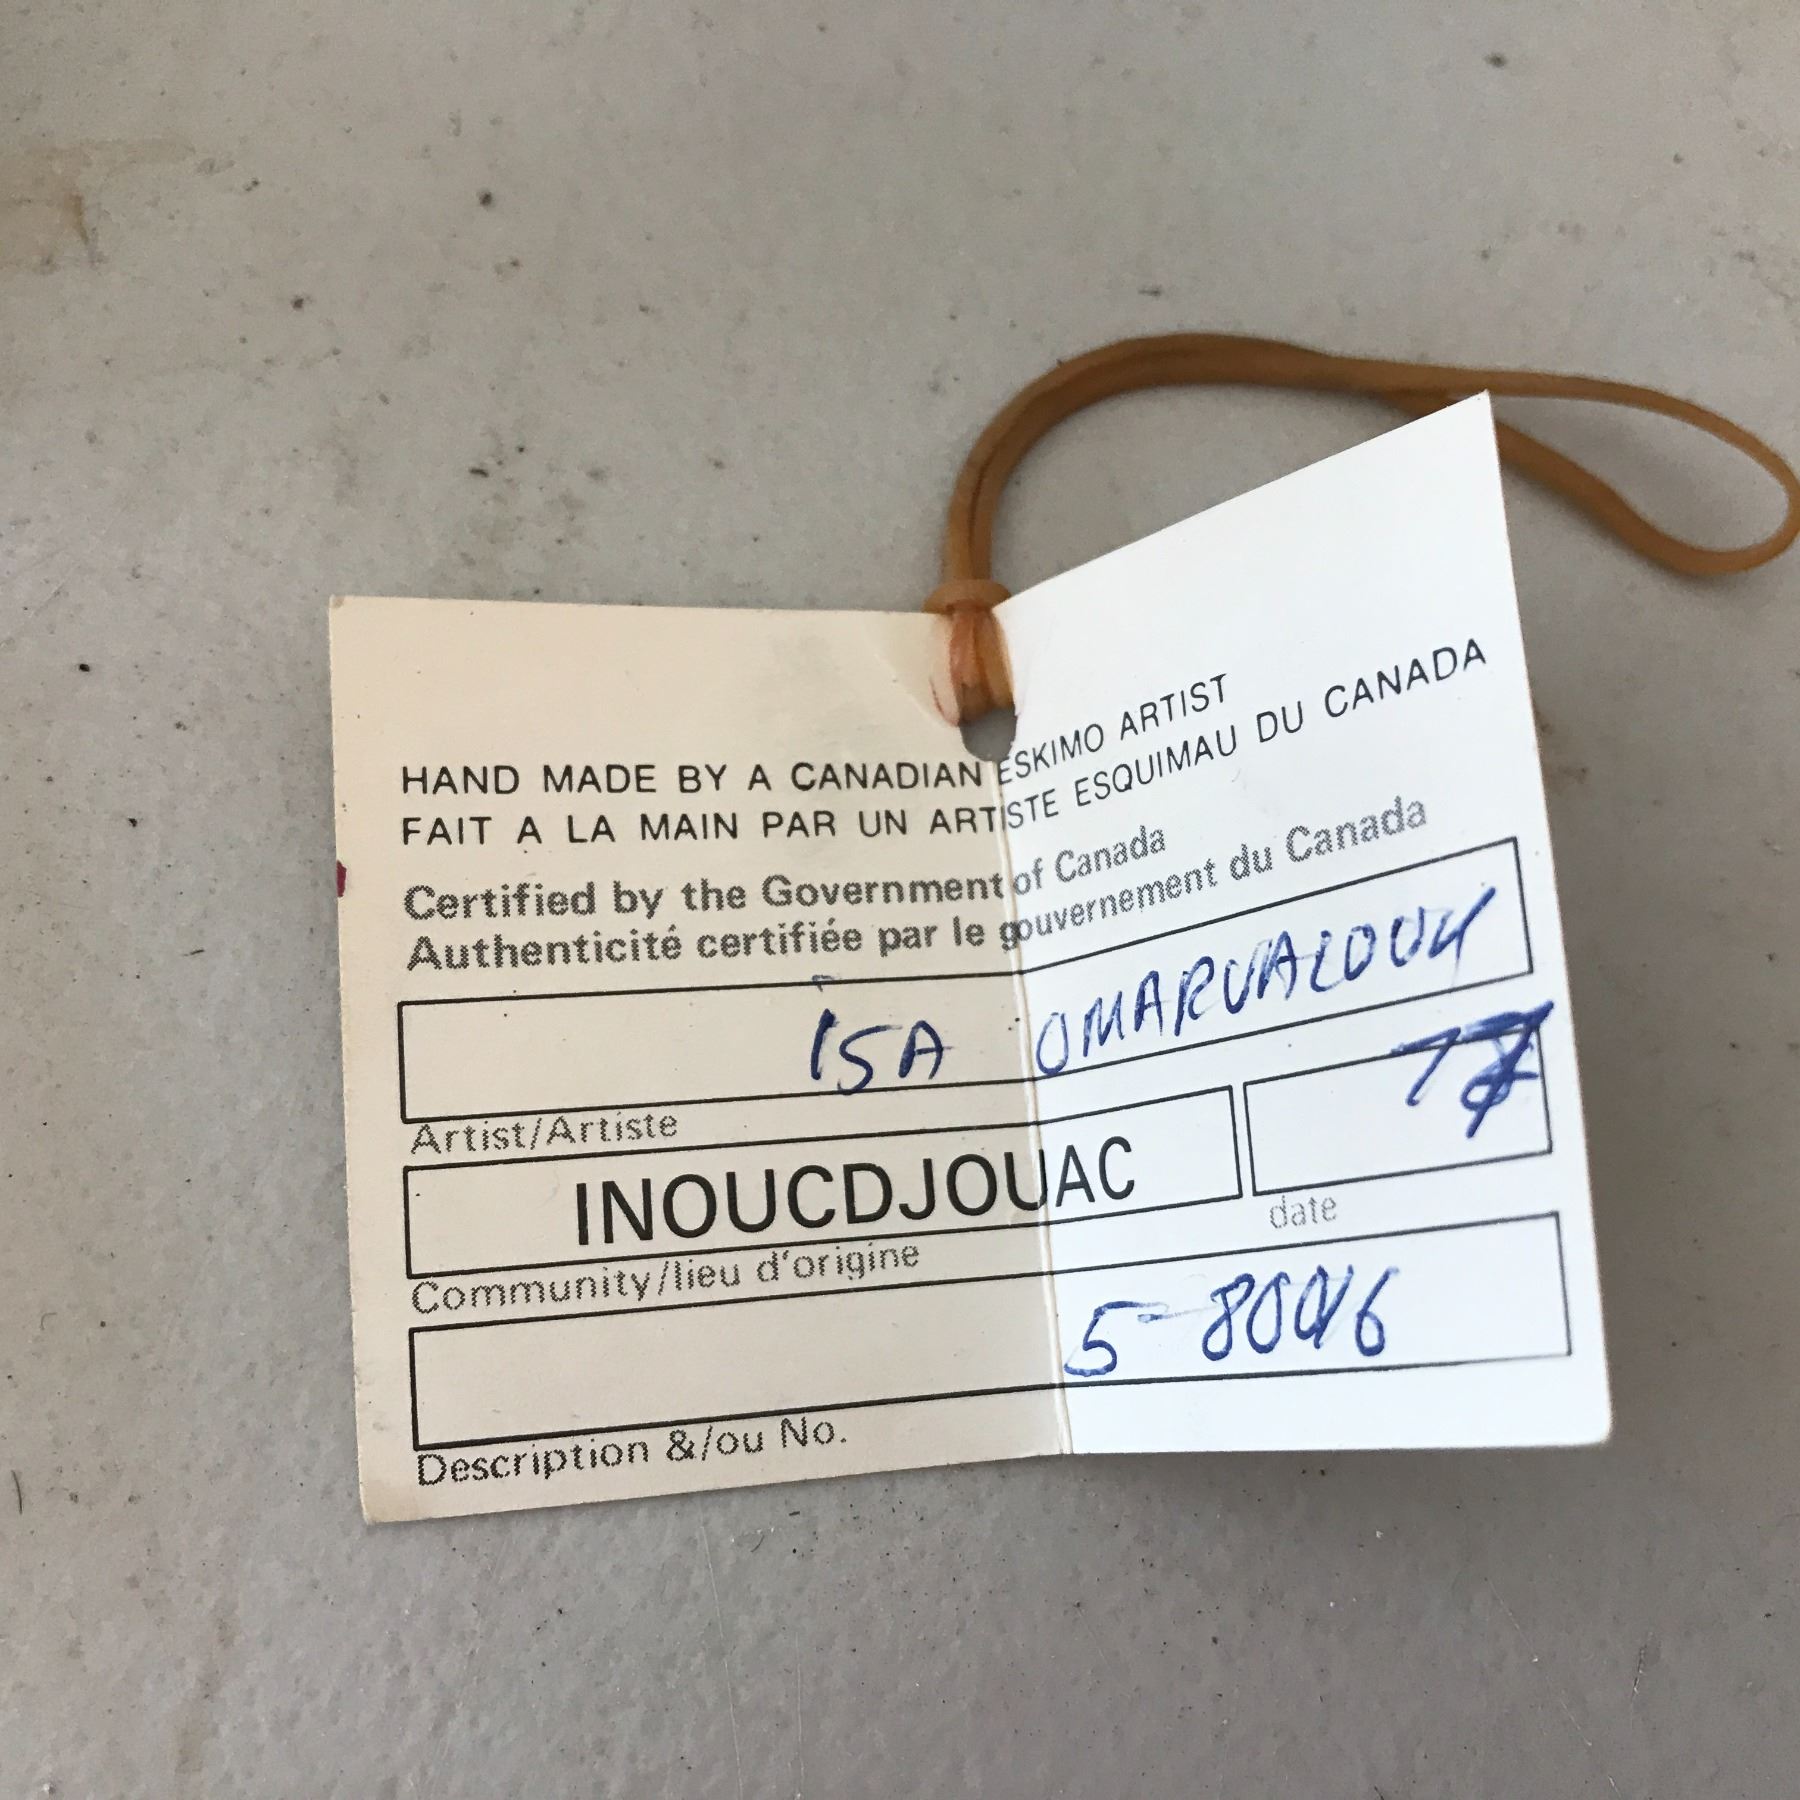 HAND MADE BY A CANADIAN ESKIMO ARTIST
FAIT A LA MAIN PAR UN ARTISTE ESQUIMAU DU CANADA
Certified by the Government of Canada
Authenticité certifiée par le gouvernement du Canada
ISA OMARUALOUK
Artist/Artiste
INOUCDJOUAC
Community/lieu d'origine
date
Description &/ou No.